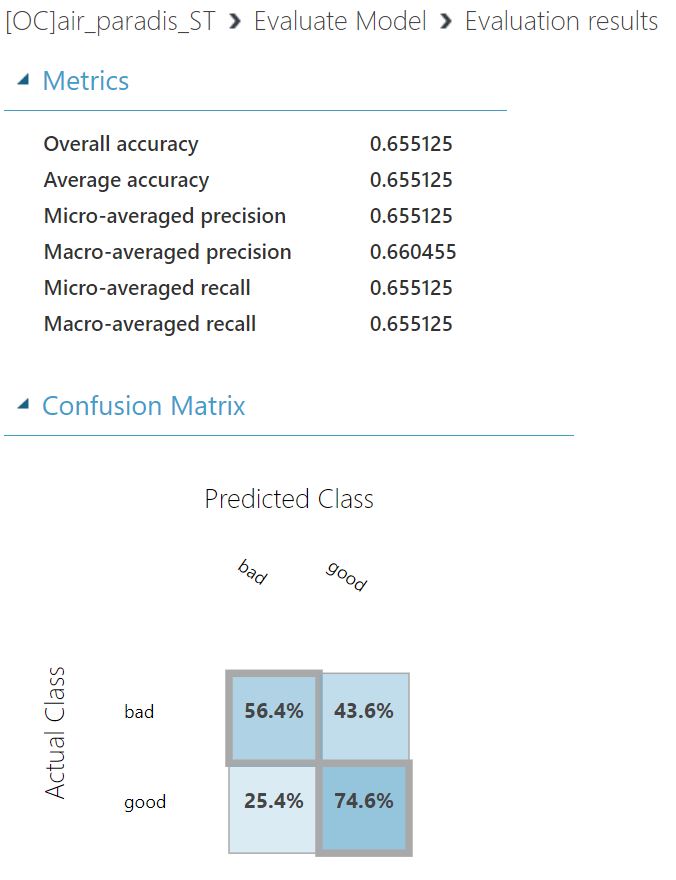 [OC]air_paradis_ST › Evaluate Model › Evaluation results
Metrics
Overall accuracy 0.655125
Average accuracy 0.655125
Micro-averaged precision 0.655125
Macro-averaged precision 0.660455
Micro-averaged recall 0.655125
Macro-averaged recall 0.655125
Confusion Matrix
Predicted Class
bad good
Actual Class
bad 56.4% 43.6%
good 25.4% 74.6%